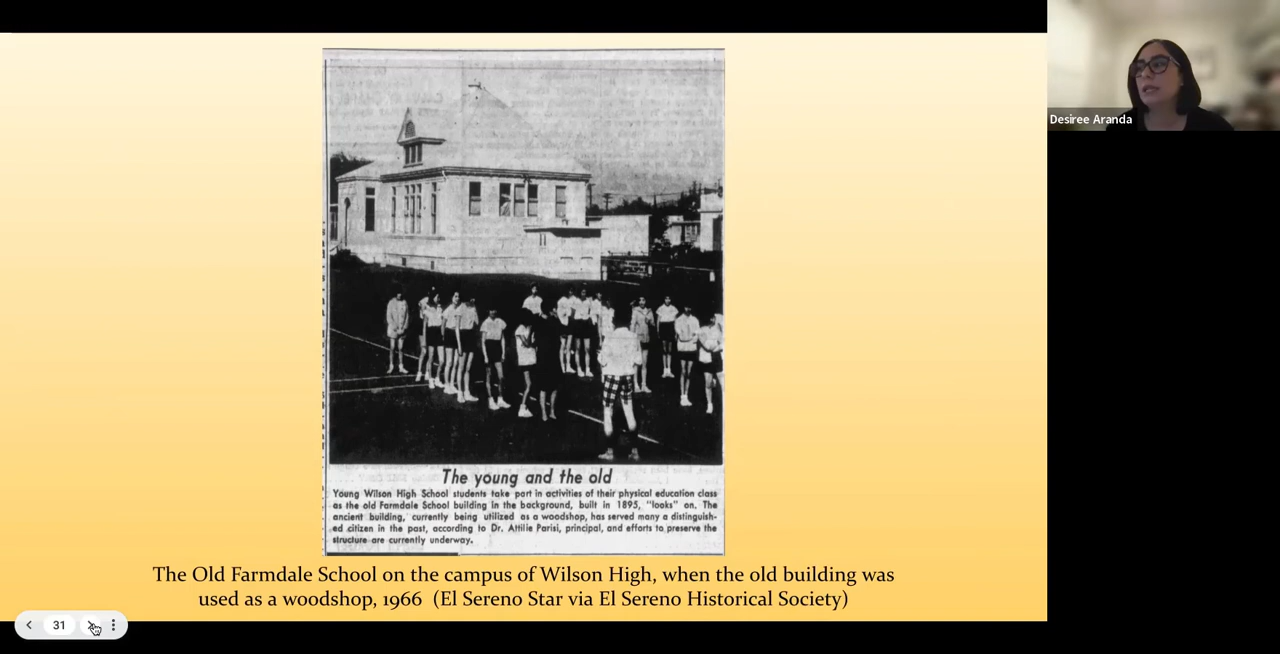 Desiree Aranda
The young and the old
Young Wilson High School students take part in activities of their physical education class
as the old Farmdale School building in the background, built in 1895, "looks" on. The
ancient building, currently being utilized as a woodshop, has served many a distinguish-
ed citizen in the past, according to Dr. Attilie Parisi, principal, and efforts to preserve the
structure are currently underway.
The Old Farmdale School on the campus of Wilson High, when the old building was
used as a woodshop, 1966 (El Sereno Star via El Sereno Historical Society)
31